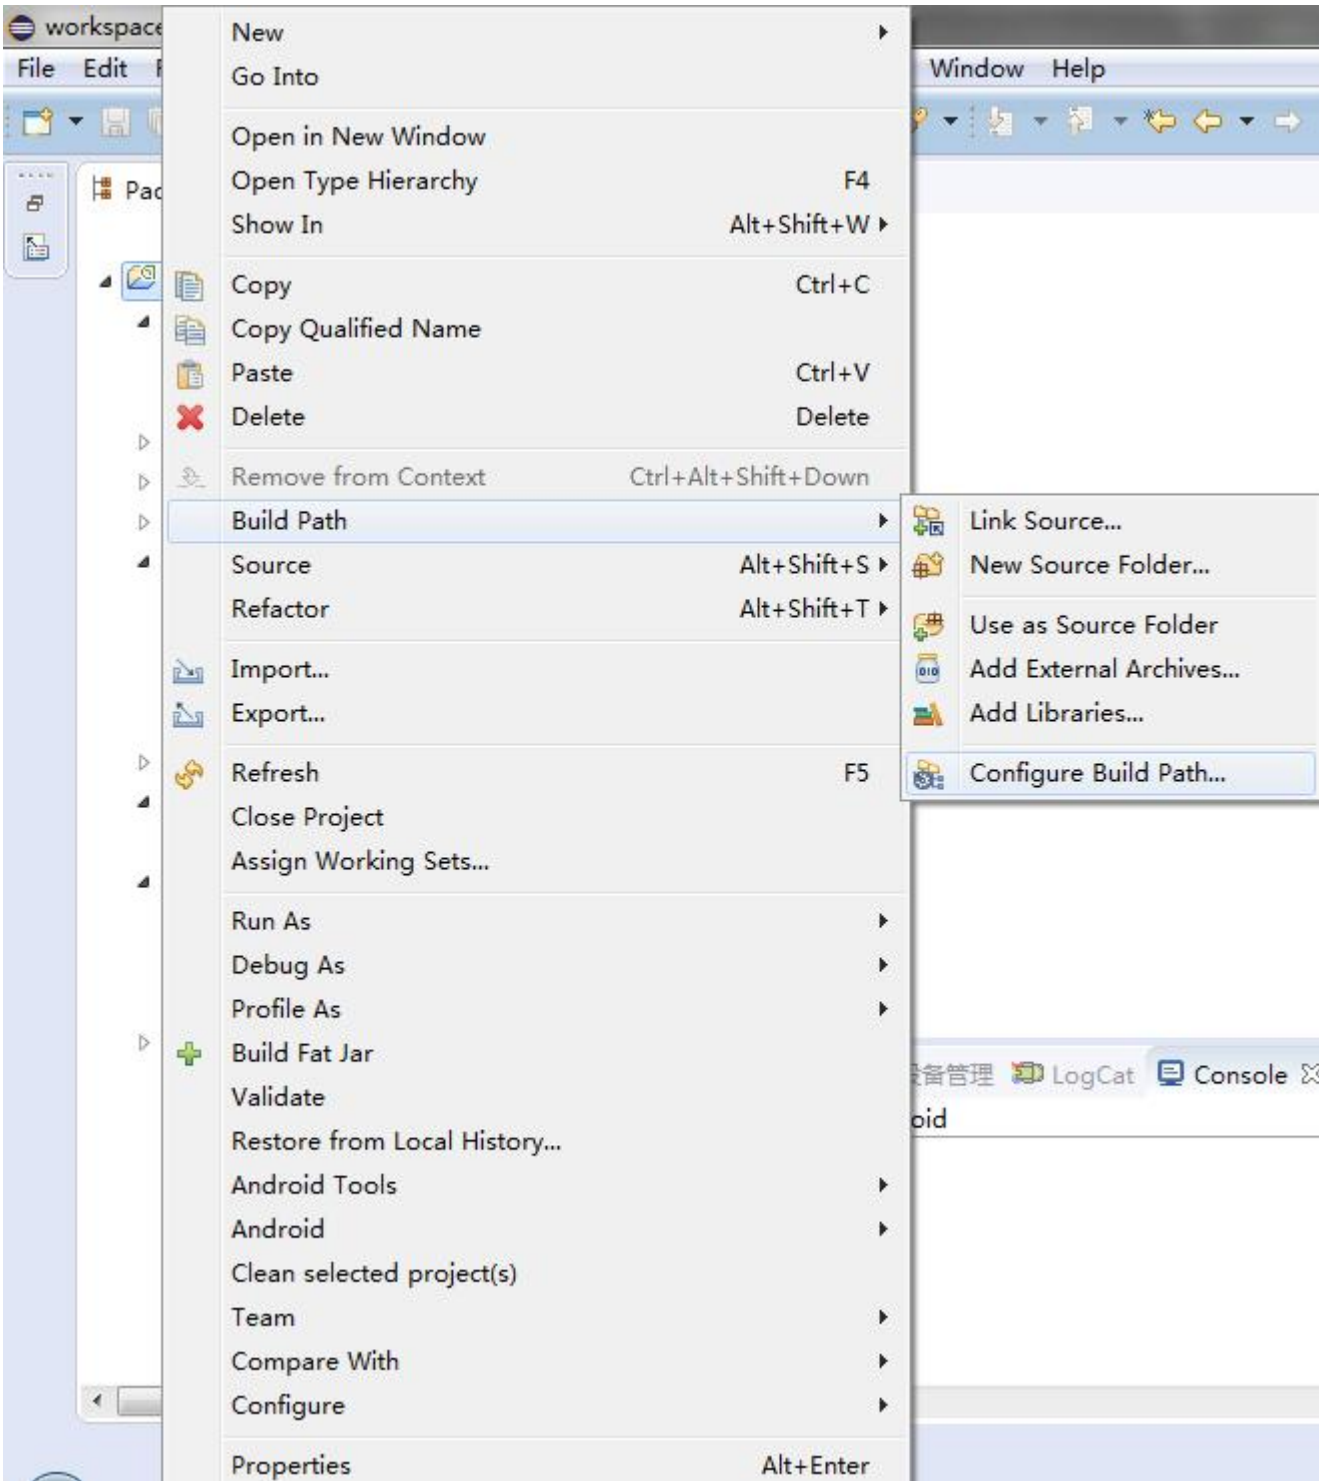 workspace
New
Go Into
File Edit Window Help
Open in New Window
Open Type Hierarchy F4
Show In Alt+Shift+W
Copy Ctrl+C
Copy Qualified Name
Paste Ctrl+V
Delete Delete
Remove from Context Ctrl+Alt+Shift+Down
Build Path
Source Alt+Shift+S
Refactor Alt+Shift+T
Import...
Export...
Refresh F5
Close Project
Assign Working Sets...
Run As
Debug As
Profile As
Build Fat Jar
Validate
Restore from Local History...
Android Tools
Android
Clean selected project(s)
Team
Compare With
Configure
Properties Alt+Enter
Link Source...
New Source Folder...
Use as Source Folder
Add External Archives...
Add Libraries...
Configure Build Path...
备管理 LogCat Console
oid